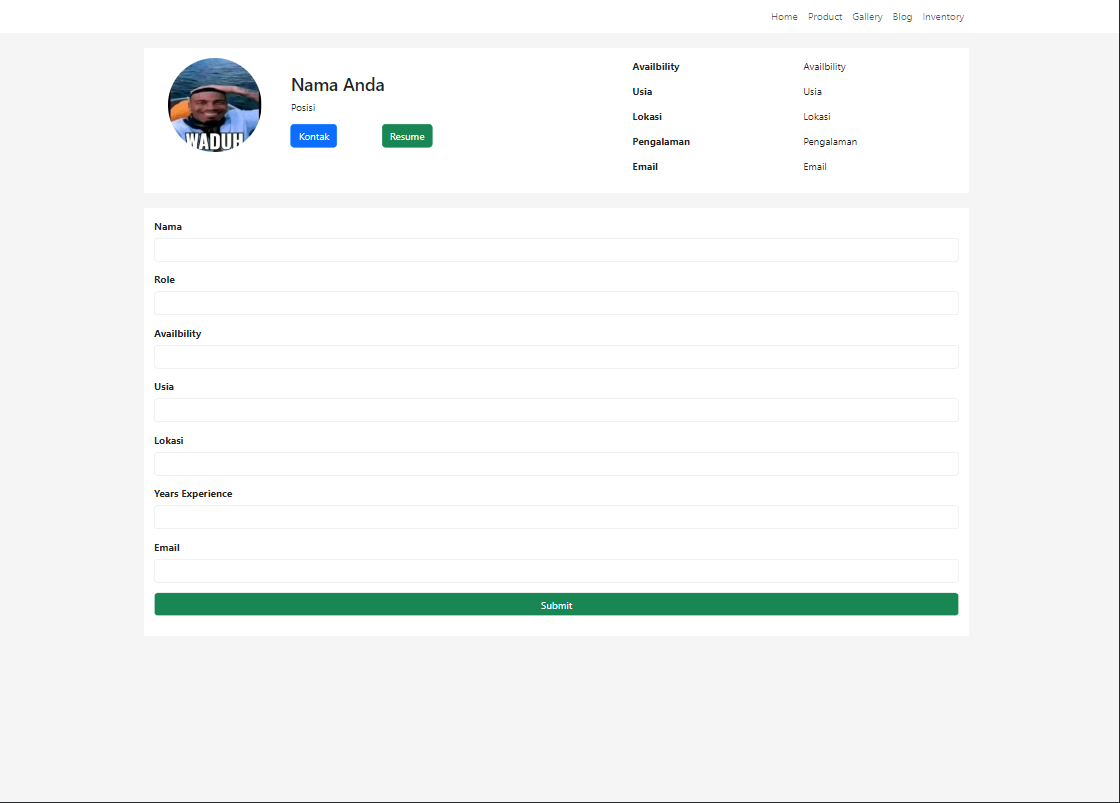 Home Product Gallery Blog Inventory
WADUH
Nama Anda
Posisi
Kontak Resume
Availbility Availbility
Usia Usia
Lokasi Lokasi
Pengalaman Pengalaman
Email Email
Nama
Role
Availbility
Usia
Lokasi
Years Experience
Email
Submit